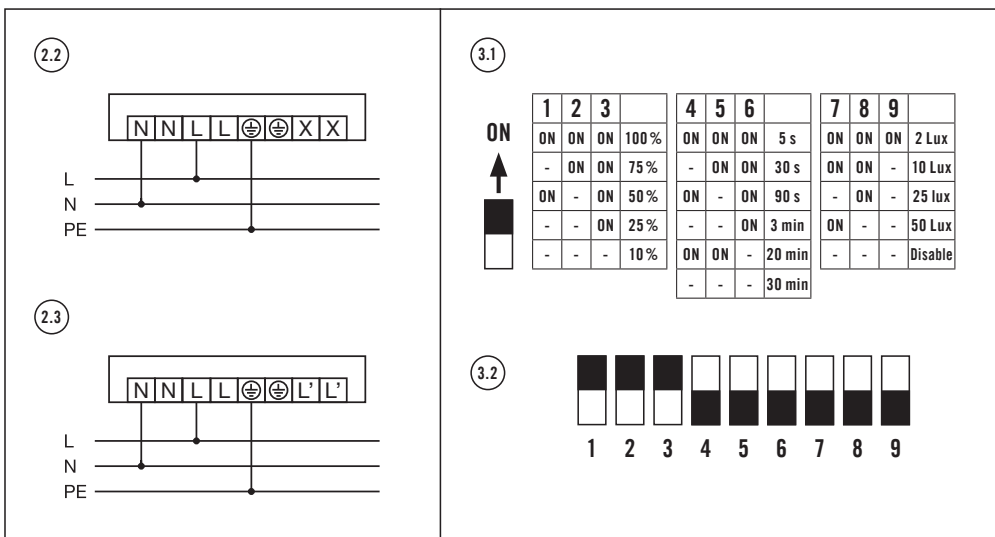 2.2
N N L L X X
L
N
PE
2.3
N N L L L' L'
L
N
PE
3.1
ON
1 2 3
ON ON ON 100%
- ON ON 75%
ON - ON 50%
- - ON 25%
- - - 10%
4 5 6
ON ON ON 5 s
- ON ON 30 s
ON - ON 90 s
- - ON 3 min
ON ON - 20 min
- - - 30 min
7 8 9
ON ON ON 2 Lux
ON ON - 10 Lux
- ON - 25 lux
ON - - 50 Lux
- - - Disable
3.2
1 2 3 4 5 6 7 8 9